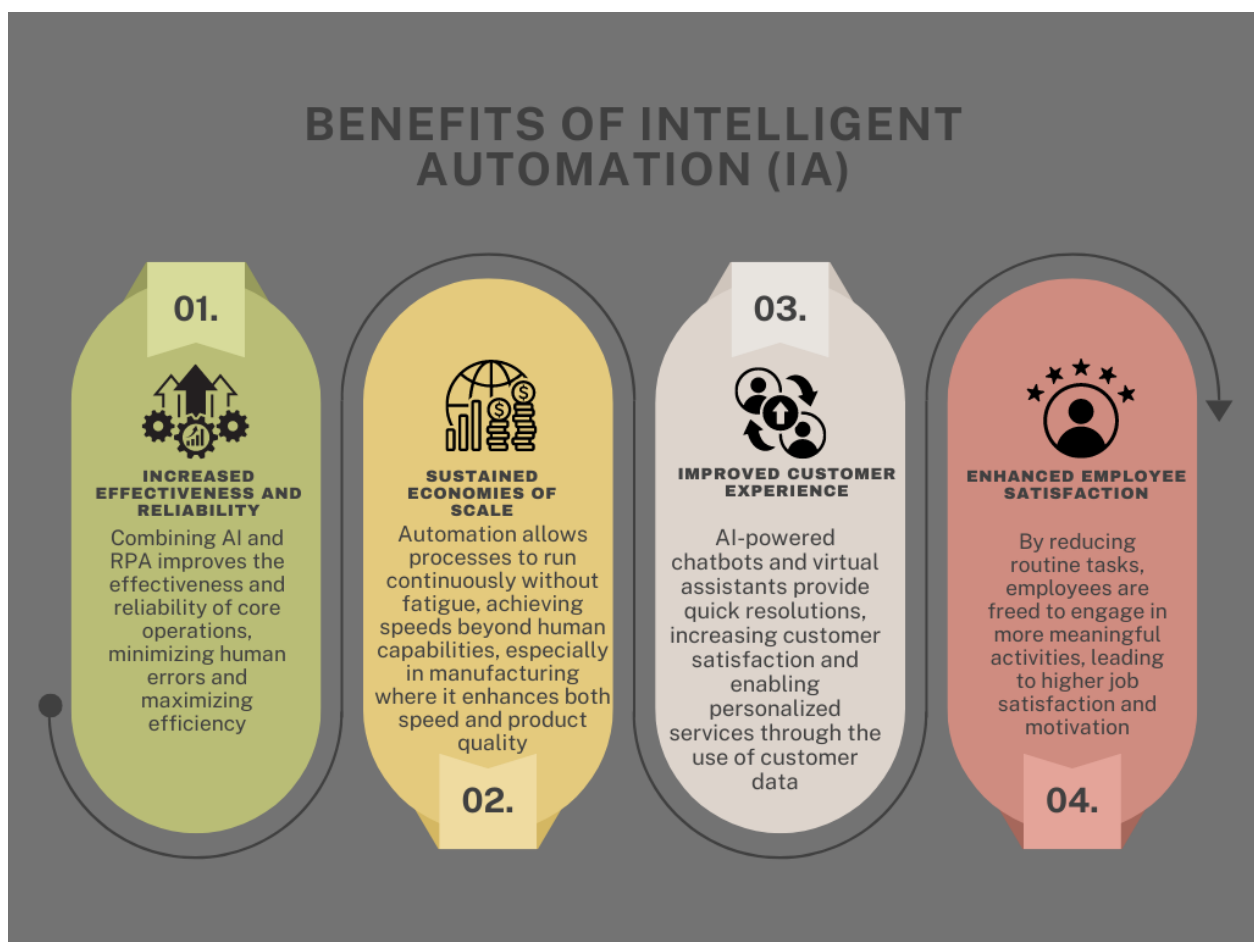 BENEFITS OF INTELLIGENT
AUTOMATION (IA)
01.
INCREASED
EFFECTIVENESS AND
RELIABILITY
Combining AI and
RPA improves the
effectiveness and
reliability of core
operations,
minimizing human
errors and
maximizing
efficiency
SUSTAINED
ECONOMIES OF
SCALE
Automation allows
processes to run
continuously without
fatigue, achieving
speeds beyond human
capabilities, especially
in manufacturing
where it enhances both
speed and product
quality
02.
03.
IMPROVED CUSTOMER
EXPERIENCE
AI-powered
chatbots and virtual
assistants provide
quick resolutions,
increasing customer
satisfaction and
enabling
personalized
services through the
use of customer
data
ENHANCED EMPLOYEE
SATISFACTION
By reducing
routine tasks,
employees are
freed to engage in
more meaningful
activities, leading
to higher job
satisfaction and
motivation
04.